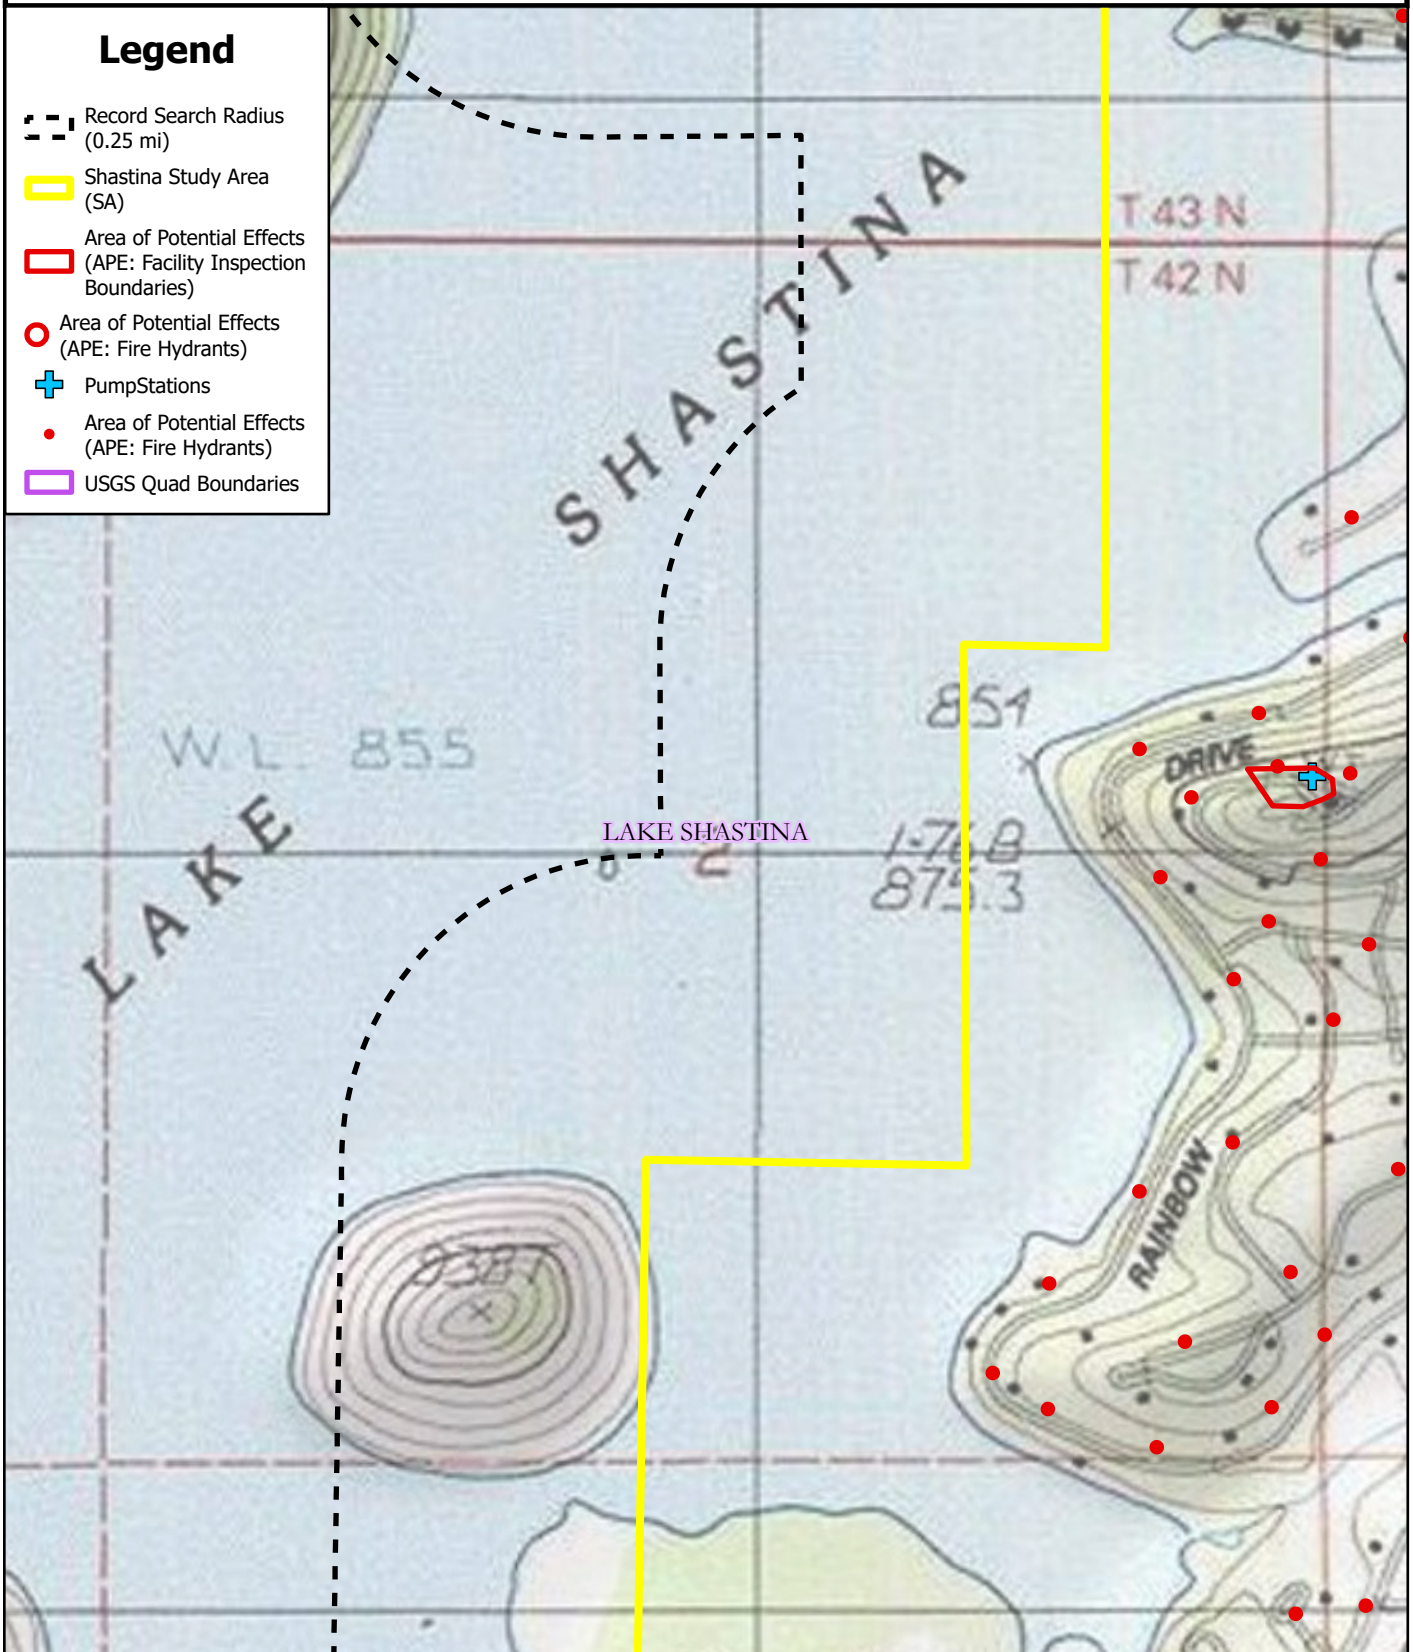 Legend
Record Search Radius
(0.25 mi)
Shastina Study Area
(SA)
Area of Potential Effects
(APE: Facility Inspection
Boundaries)
Area of Potential Effects
(APE: Fire Hydrants)
PumpStations
Area of Potential Effects
(APE: Fire Hydrants)
USGS Quad Boundaries
T 43 N
T 42 N
SHASTINA
851
W.L. 855
DRIVE
LAKE SHASTINA
1-76 B
875.3
LAKE
RAINBOW